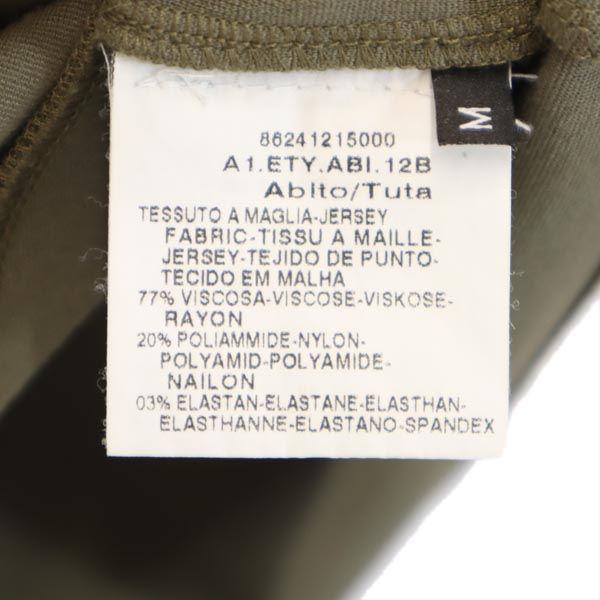 M
86241215000
A1.ETY.ABI.12B
Abito/Tuta
TESSUTO A MAGLIA-JERSEY
FABRIC-TISSU A MAILLE-
JERSEY-TEJIDO DE PUNTO-
TECIDO EM MALHA
77% VISCOSA-VISCOSE-VISKOSE-
RAYON
20% POLIAMMIDE-NYLON-
POLYAMID-POLYAMIDE-
NAILON
03% ELASTAN-ELASTANE-ELASTHAN-
ELASTHANNE-ELASTANO-SPANDEX